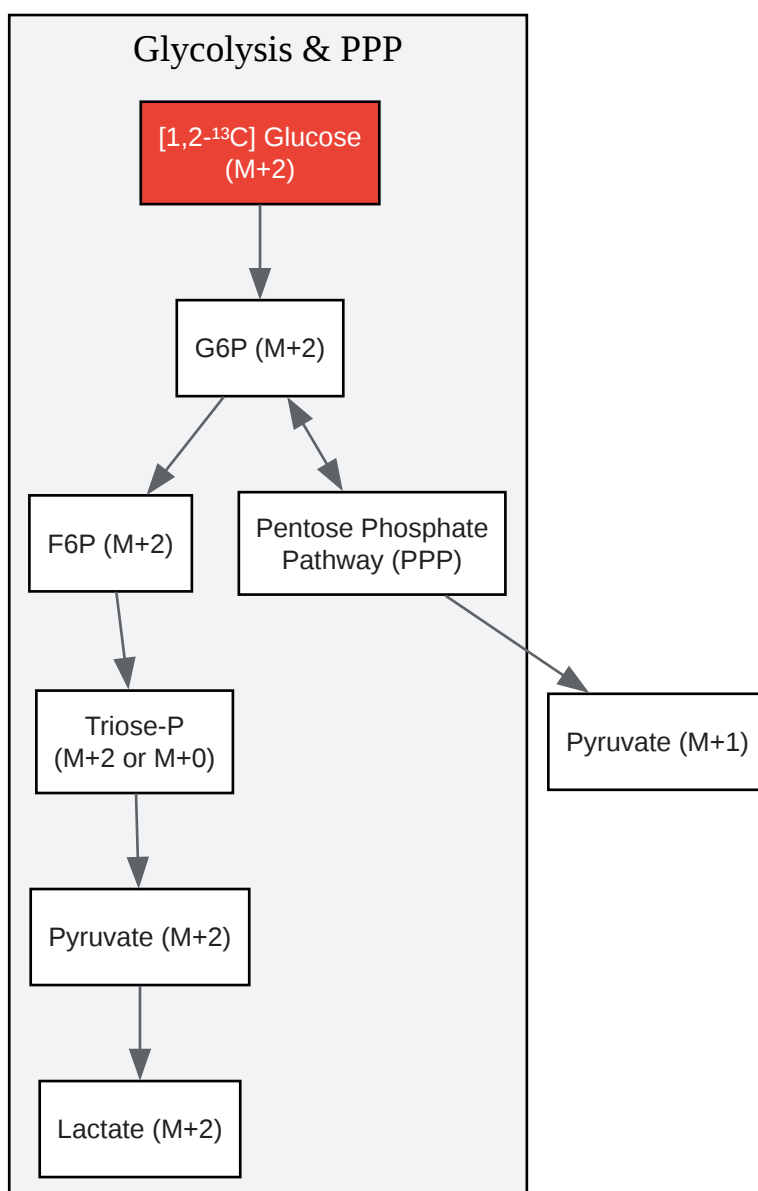 Glycolysis & PPP
[1,2-¹³C] Glucose
(M+2)
G6P (M+2)
F6P (M+2)
Pentose Phosphate
Pathway (PPP)
Triose-P
(M+2 or M+0)
Pyruvate (M+1)
Pyruvate (M+2)
Lactate (M+2)